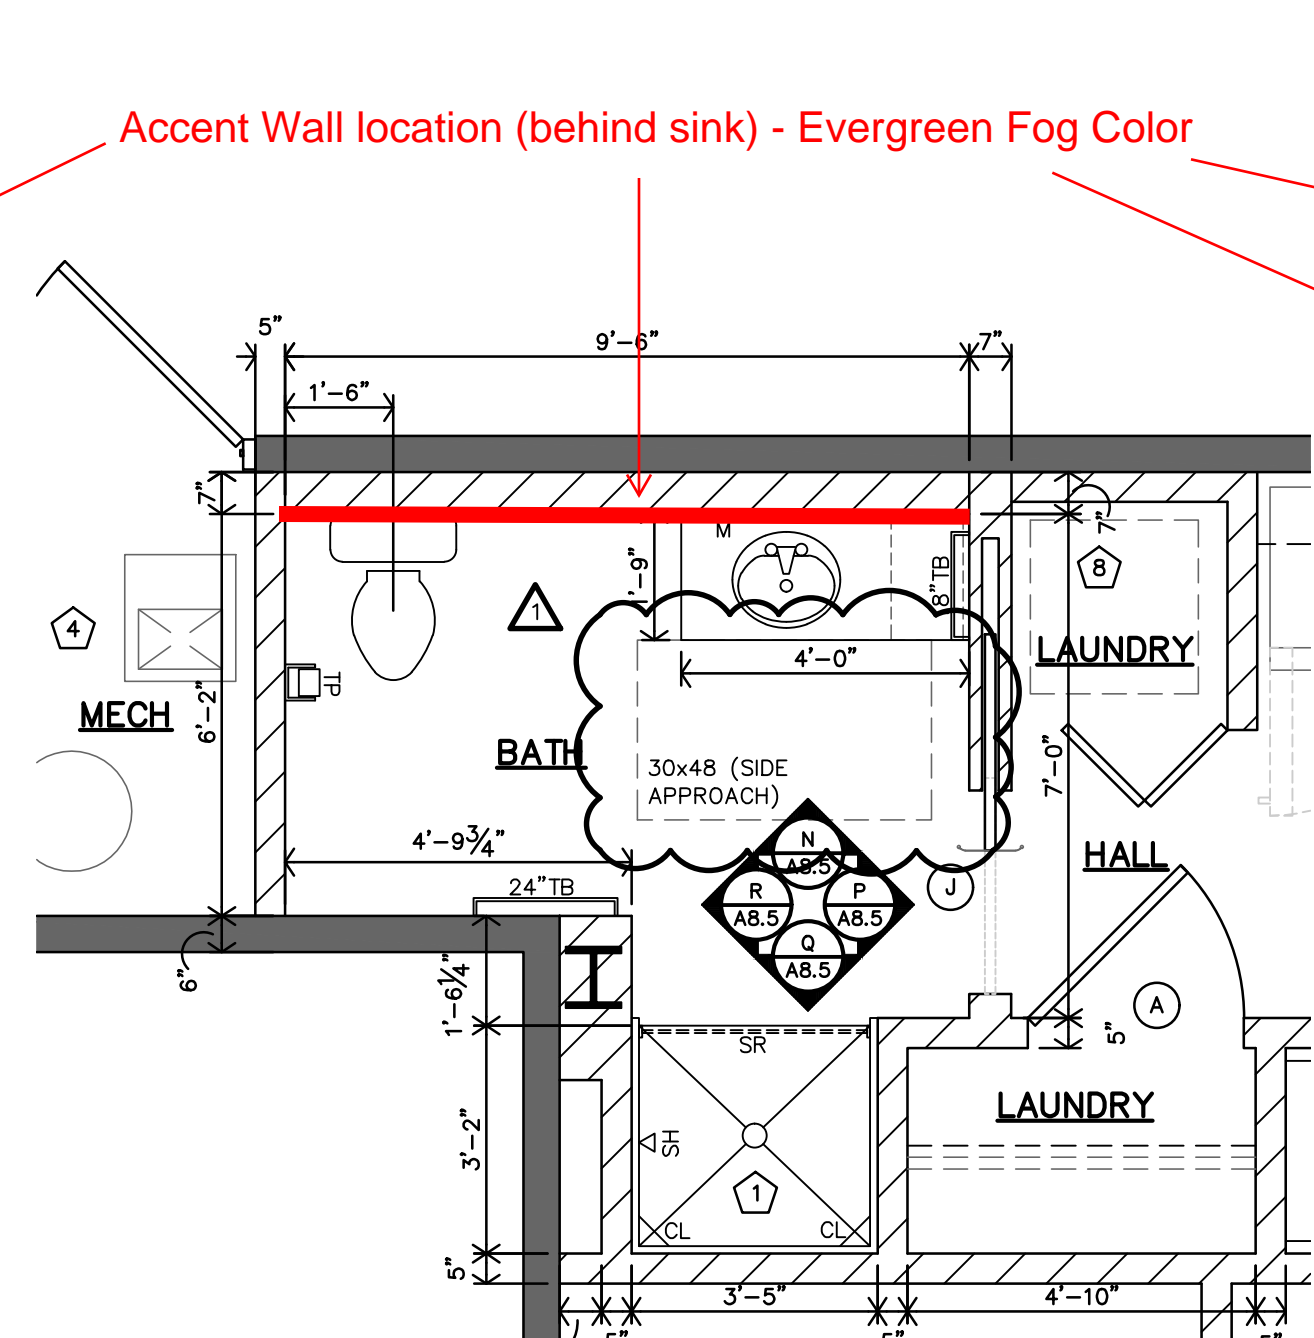 Accent Wall location (behind sink) - Evergreen Fog Color
5"
9'-6"
7"
1'-6"
7"
M
1'-9"
8"TB
7"
8
1
4
LAUNDRY
4'-0"
TP
6'-2"
MECH
BATH
30x48 (SIDE
APPROACH)
7'-0"
4'-9¾"
N
A8.5
HALL
24"TB
R
A8.5
P
A8.5
J
Q
A8.5
6"
1'-6¼"
A
5"
SR
LAUNDRY
3'-2"
SH
1
CL
CL
5"
3'-5"
4'-10"
5"
5"
5"